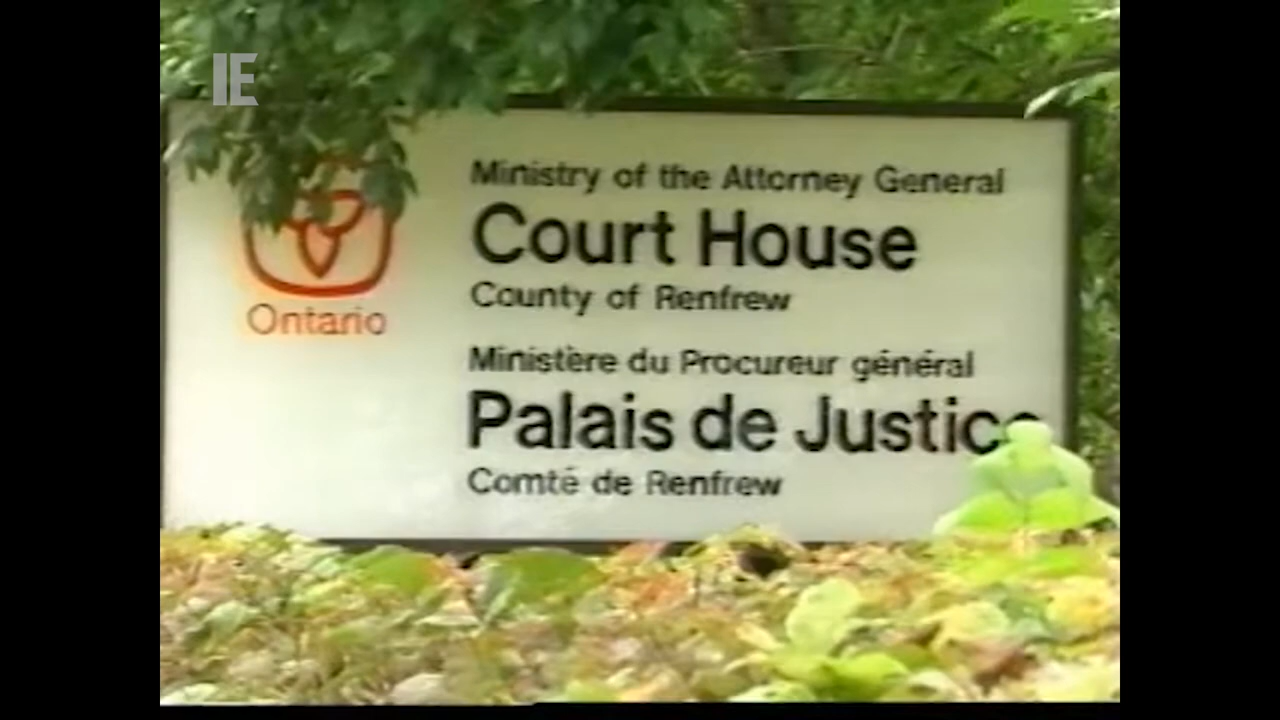 IE
Ministry of the Attorney General
Court House
County of Renfrew
Ontario
Ministère du Procureur général
Palais de Justice
Comté de Renfrew